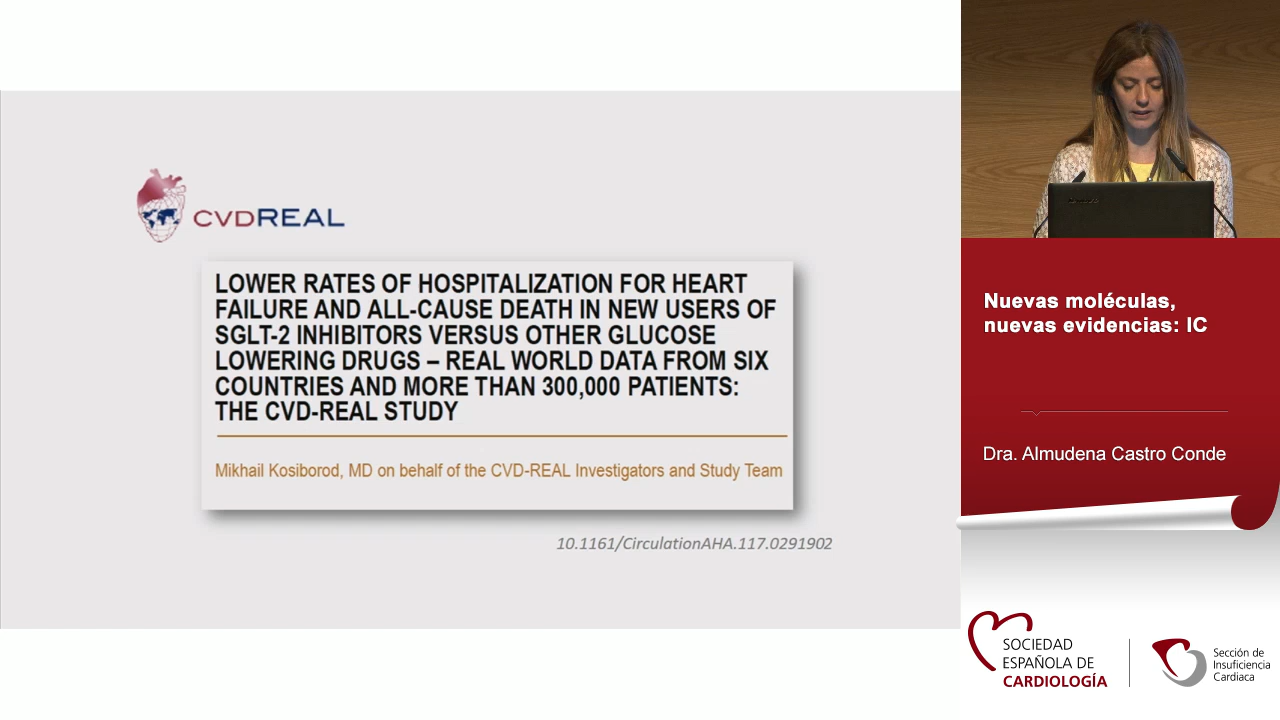 CVDREAL
LOWER RATES OF HOSPITALIZATION FOR HEART
FAILURE AND ALL-CAUSE DEATH IN NEW USERS OF
SGLT-2 INHIBITORS VERSUS OTHER GLUCOSE
LOWERING DRUGS – REAL WORLD DATA FROM SIX
COUNTRIES AND MORE THAN 300,000 PATIENTS:
THE CVD-REAL STUDY
Mikhail Kosiborod, MD on behalf of the CVD-REAL Investigators and Study Team
10.1161/CirculationAHA.117.0291902
Nuevas moléculas,
nuevas evidencias: IC
Dra. Almudena Castro Conde
SOCIEDAD
ESPAÑOLA DE
CARDIOLOGÍA
Sección de
Insuficiencia
Cardiaca